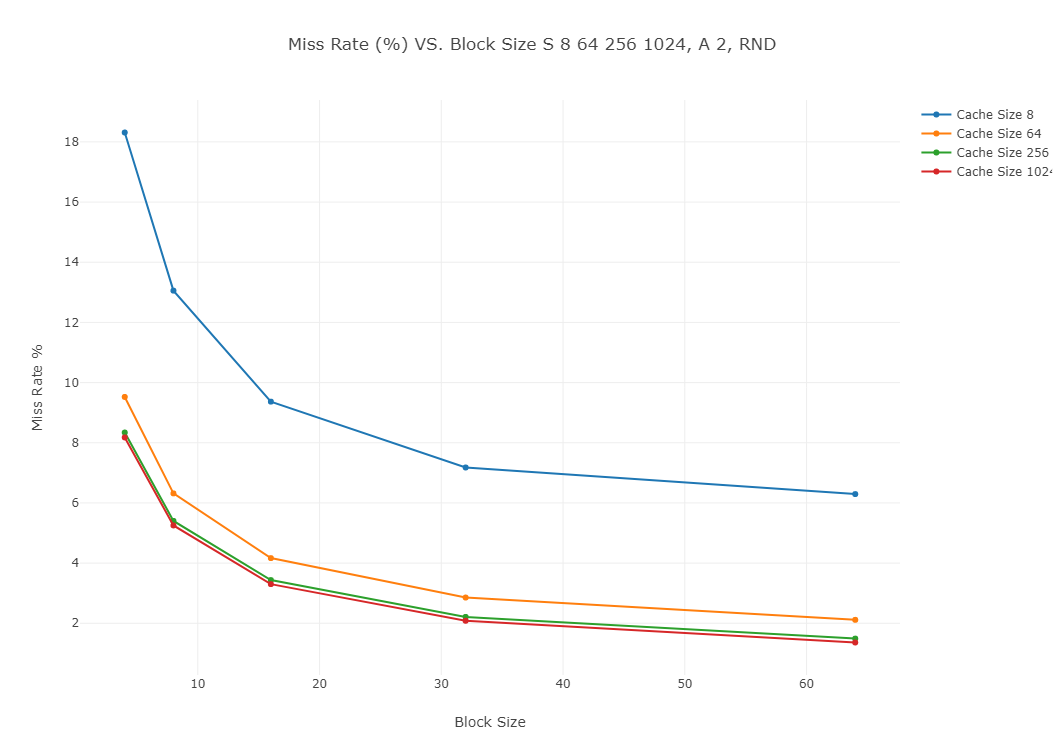 Miss Rate (%) VS. Block Size S 8 64 256 1024, A 2, RND
Cache Size 8
Cache Size 64
Cache Size 256
Cache Size 1024
18
16
14
12
10
8
6
4
2
Miss Rate %
10 20 30 40 50 60
Block Size